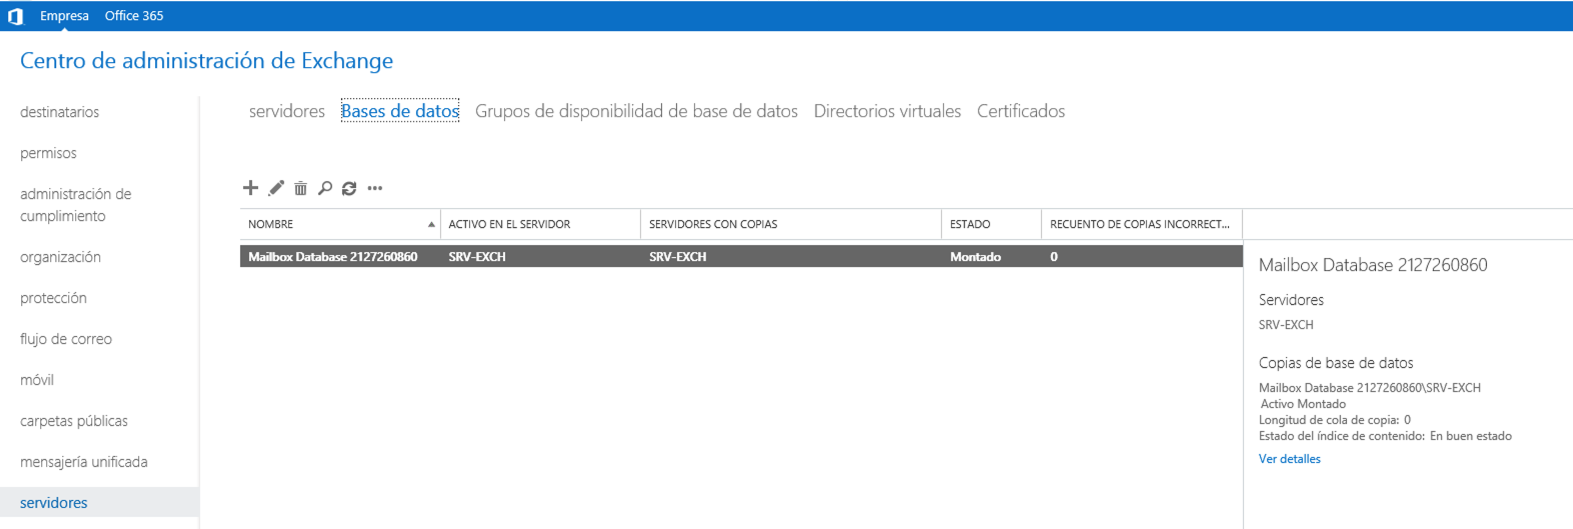 Empresa Office 365
Centro de administración de Exchange
destinatarios
permisos
administración de
cumplimiento
organización
protección
flujo de correo
móvil
carpetas públicas
mensajería unificada
servidores
servidores Bases de datos Grupos de disponibilidad de base de datos Directorios virtuales Certificados
NOMBRE ACTIVO EN EL SERVIDOR SERVIDORES CON COPIAS ESTADO RECUENTO DE COPIAS INCORRECT...
Mailbox Database 2127260860 SRV-EXCH SRV-EXCH Montado 0
Mailbox Database 2127260860
Servidores
SRV-EXCH
Copias de base de datos
Mailbox Database 2127260860\SRV-EXCH
Activo Montado
Longitud de cola de copia: 0
Estado del índice de contenido: En buen estado
Ver detalles